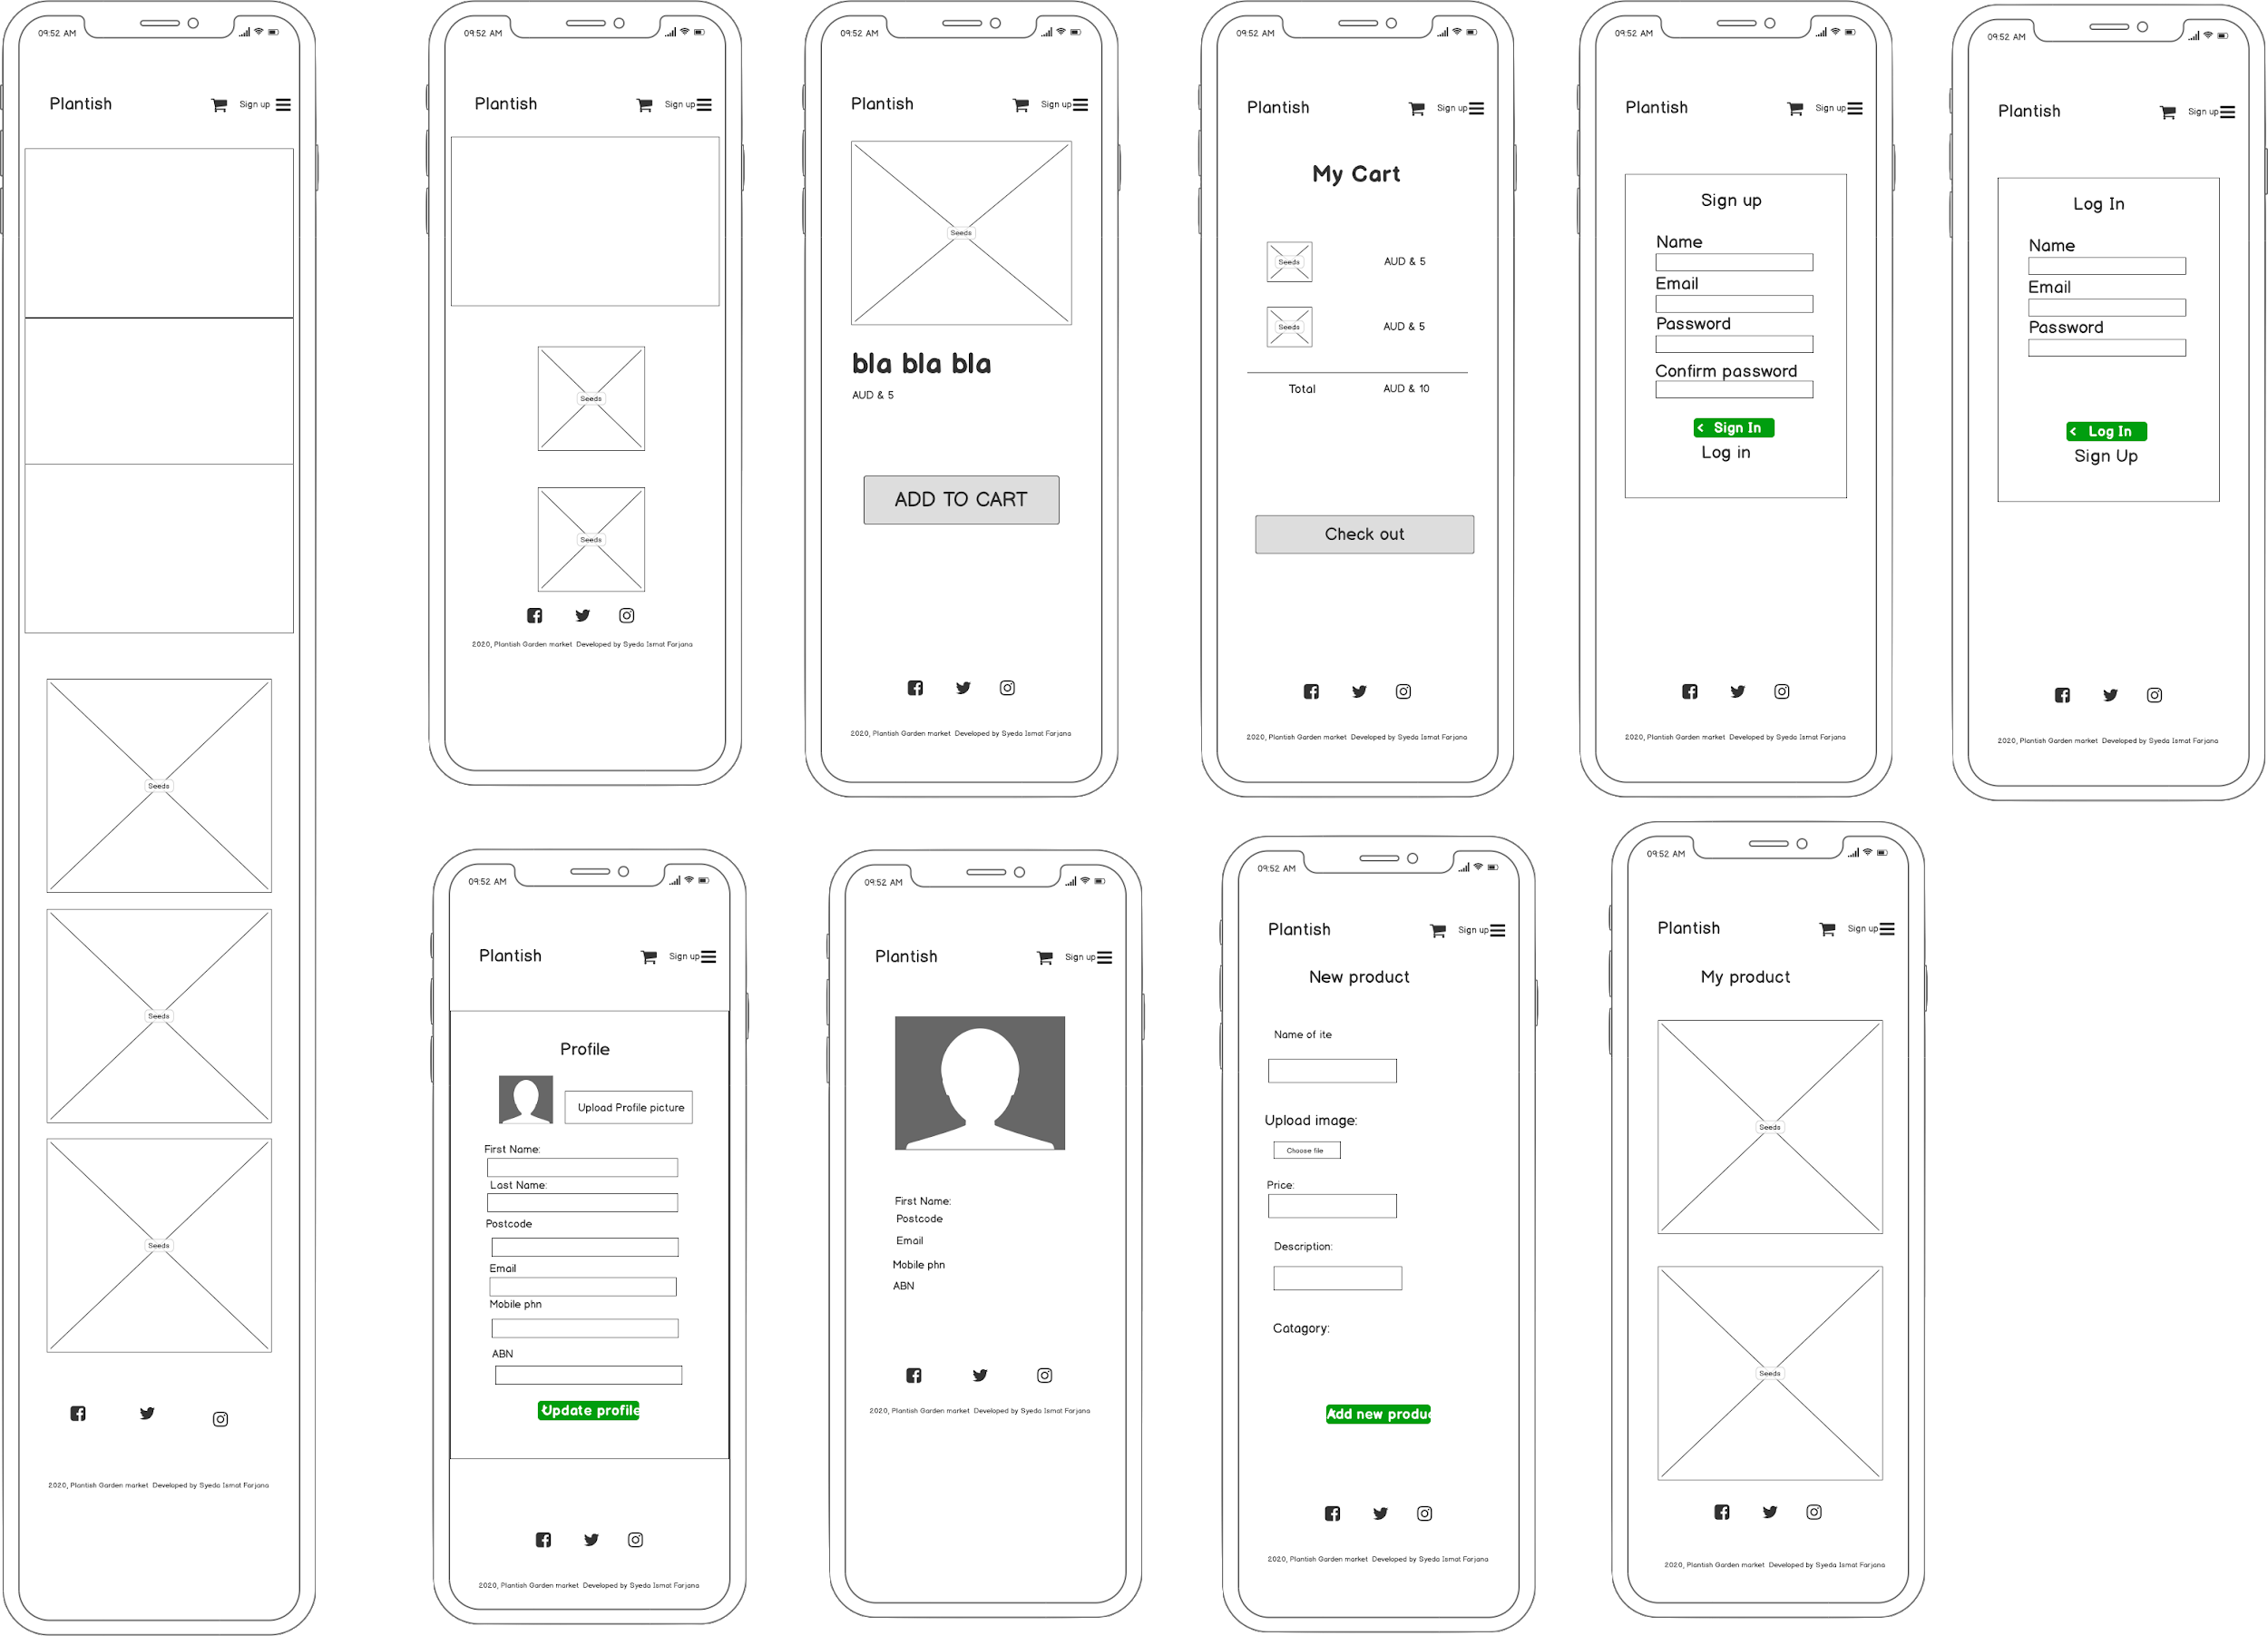 09:52 AM
Plantish
Sign up
Seeds
Seeds
Seeds
2020, Plantish Garden market Developed by Syeda Ismat Farjana
09:52 AM
Plantish
Sign up
Seeds
Seeds
2020, Plantish Garden market Developed by Syeda Ismat Farjana
09:52 AM
Plantish
Sign up
Seeds
bla bla bla
AUD & 5
ADD TO CART
2020, Plantish Garden market Developed by Syeda Ismat Farjana
09:52 AM
Plantish
Sign up
My Cart
Seeds AUD & 5
Seeds AUD & 5
Total AUD & 10
Check out
2020, Plantish Garden market Developed by Syeda Ismat Farjana
09:52 AM
Plantish
Sign up
Sign up
Name
Email
Password
Confirm password
Sign In
Log in
2020, Plantish Garden market Developed by Syeda Ismat Farjana
09:52 AM
Plantish
Sign up
Log In
Name
Email
Password
Log In
Sign Up
2020, Plantish Garden market Developed by Syeda Ismat Farjana
09:52 AM
Plantish
Sign up
Profile
Upload Profile picture
First Name:
Last Name:
Postcode
Email
Mobile phn
ABN
Update profile
2020, Plantish Garden market Developed by Syeda Ismat Farjana
09:52 AM
Plantish
Sign up
First Name:
Postcode
Email
Mobile phn
ABN
2020, Plantish Garden market Developed by Syeda Ismat Farjana
09:52 AM
Plantish
Sign up
New product
Name of ite
Upload image:
Choose file
Price:
Description:
Catagory:
Add new produc
2020, Plantish Garden market Developed by Syeda Ismat Farjana
09:52 AM
Plantish
Sign up
My product
Seeds
Seeds
2020, Plantish Garden market Developed by Syeda Ismat Farjana